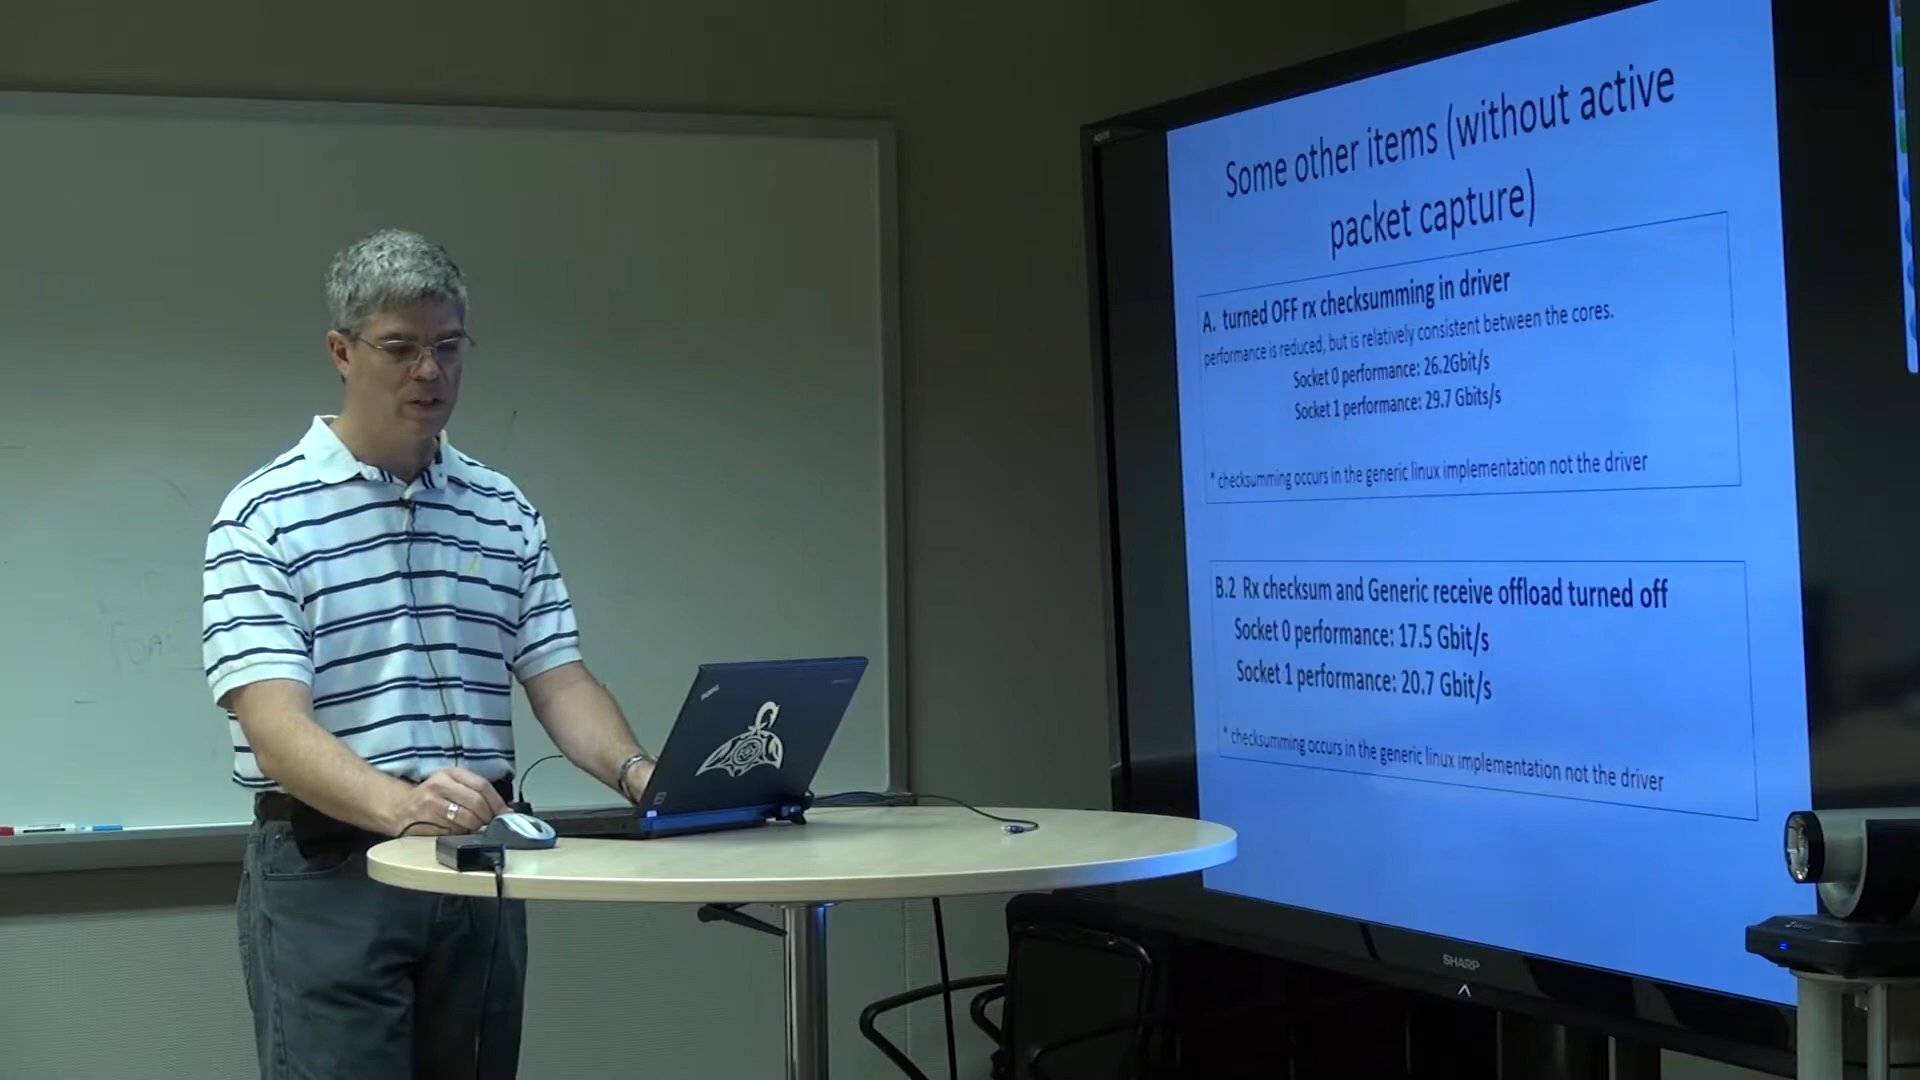 Some other items (without active
packet capture)
A. turned OFF rx checksumming in driver
performance is reduced, but is relatively consistent between the cores.
Socket 0 performance: 26.2Gbit/s
Socket 1 performance: 29.7 Gbits/s
* checksumming occurs in the generic linux implementation not the driver
B.2 Rx checksum and Generic receive offload turned off
Socket 0 performance: 17.5 Gbit/s
Socket 1 performance: 20.7 Gbit/s
* checksumming occurs in the generic linux implementation not the driver
SHARP
ThinkPad